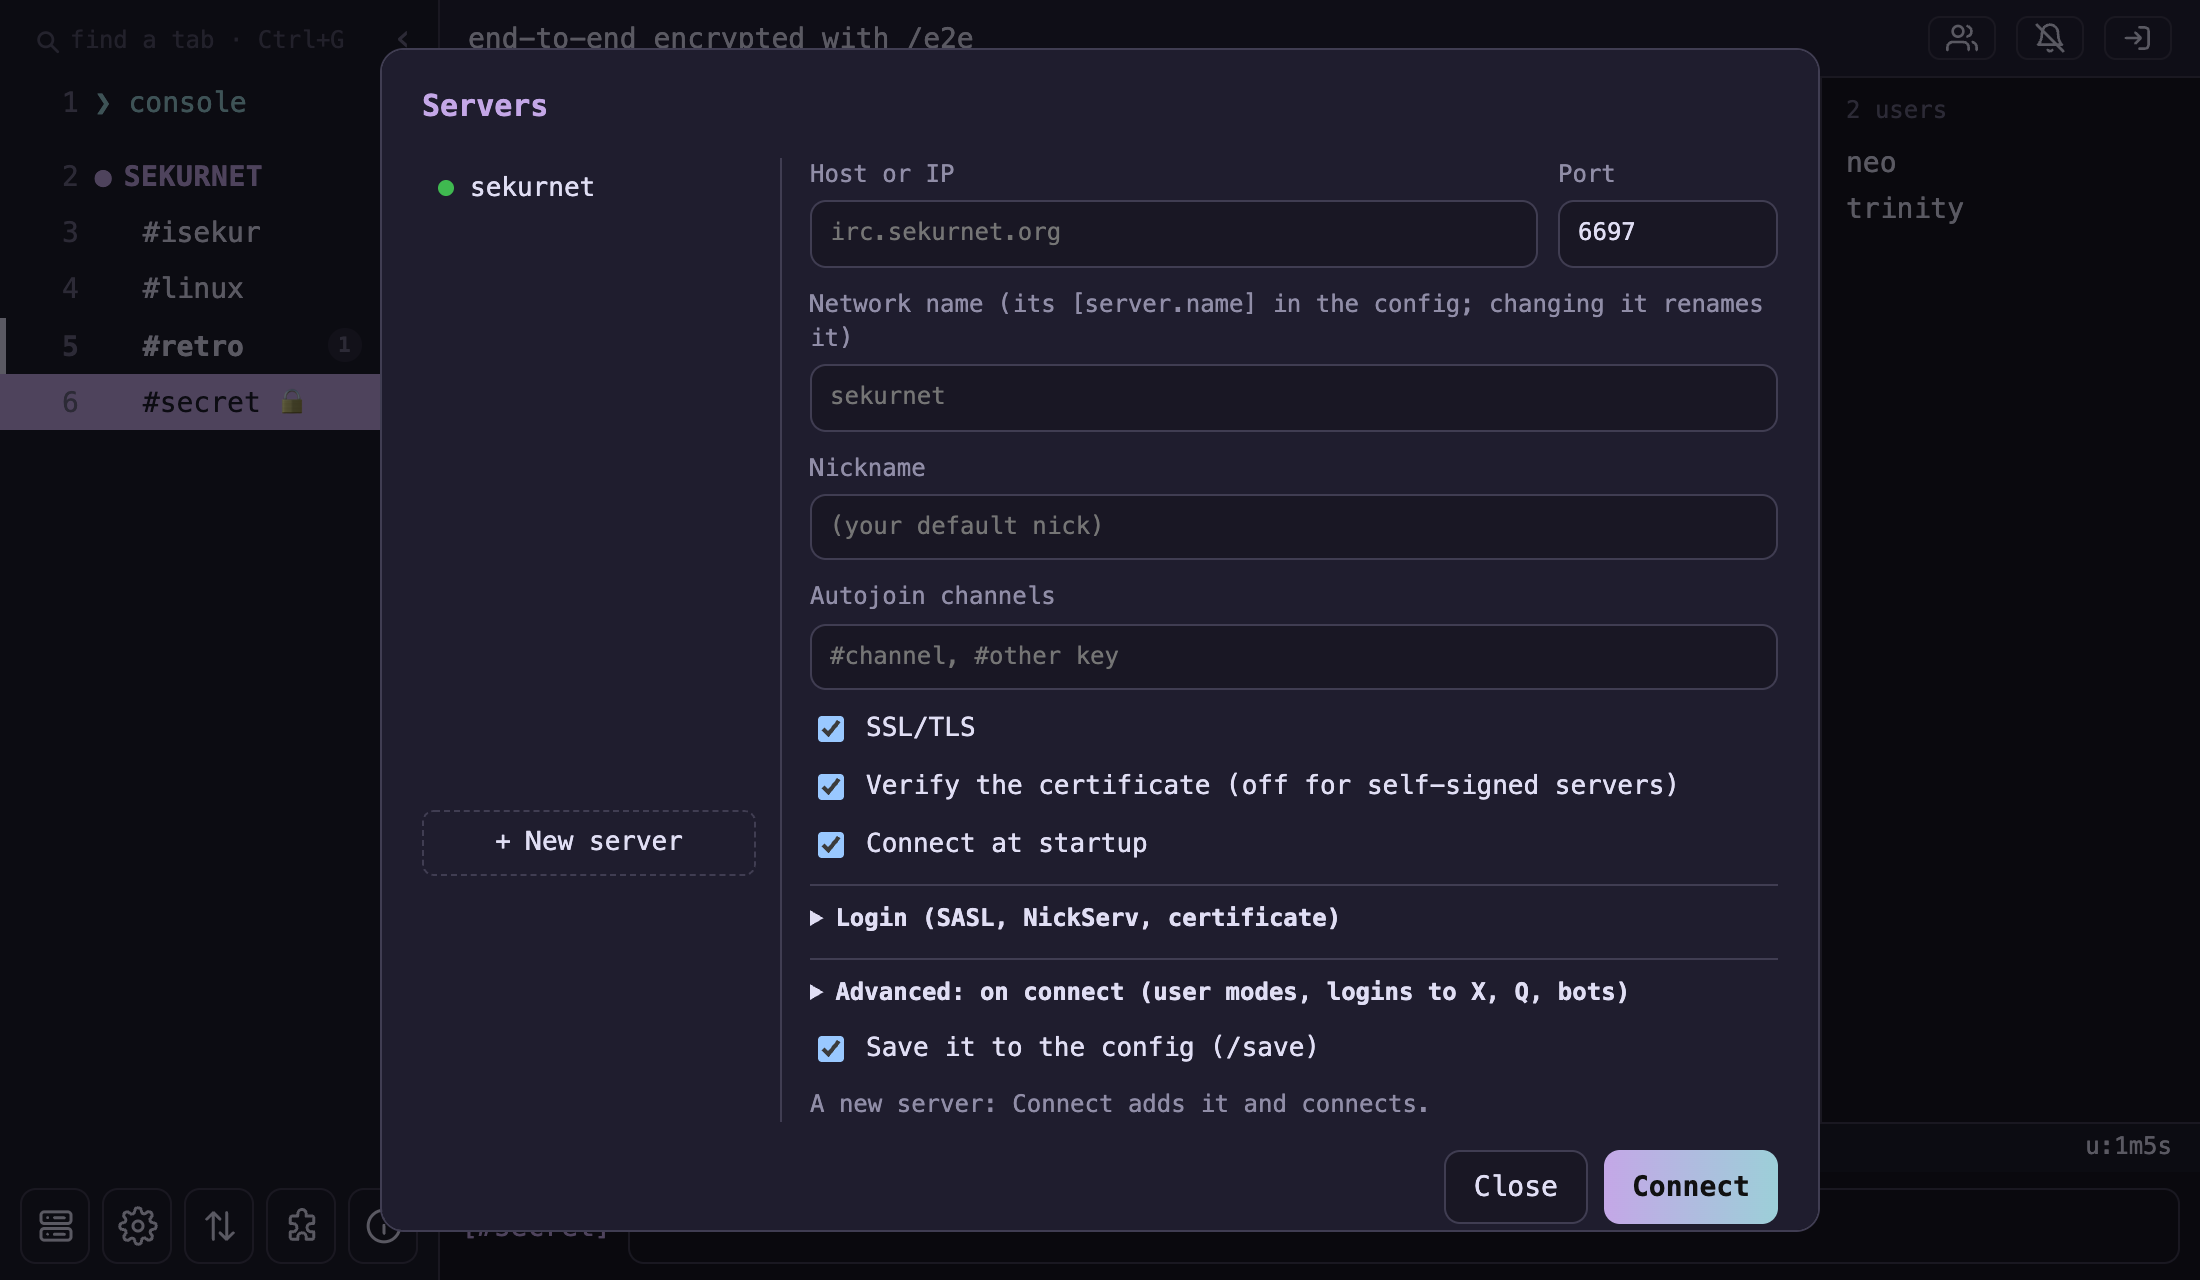 find a tab · Ctrl+G
end-to-end encrypted with /e2e
1 ❯ console
2 ● SEKURNET
3 #isekur
4 #linux
5 #retro 1
6 #secret 🔒
Servers
sekurnet
+ New server
Host or IP
Port
irc.sekurnet.org
6697
Network name (its [server.name] in the config; changing it renames
it)
sekurnet
Nickname
(your default nick)
Autojoin channels
#channel, #other key
SSL/TLS
Verify the certificate (off for self-signed servers)
Connect at startup
Login (SASL, NickServ, certificate)
Advanced: on connect (user modes, logins to X, Q, bots)
Save it to the config (/save)
A new server: Connect adds it and connects.
Close
Connect
2 users
neo
trinity
u:1m5s
[#secret]